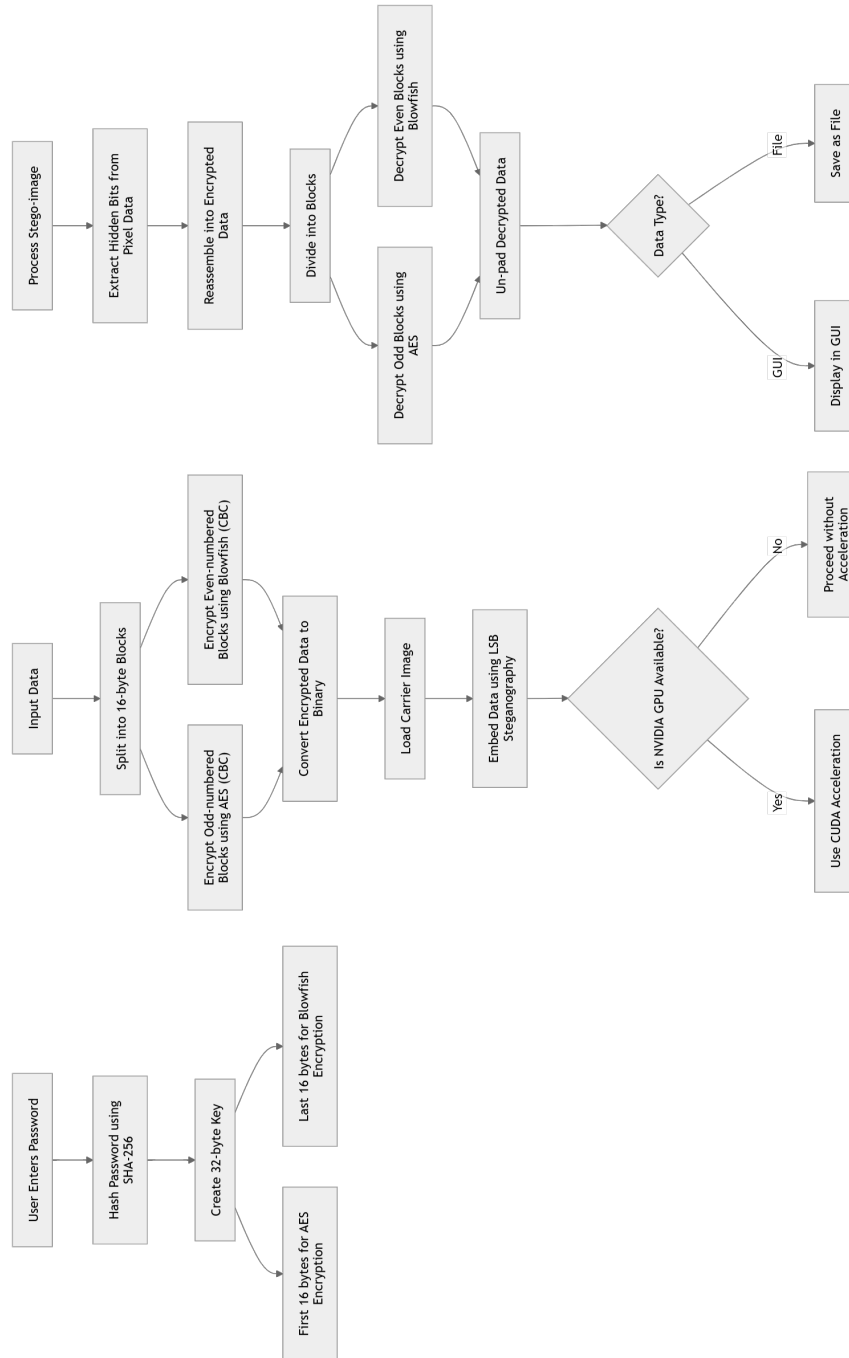 User Enters Password
Hash Password using
SHA-256
Create 32-byte Key
First 16 bytes for AES
Encryption
Last 16 bytes for Blowfish
Encryption
Input Data
Split into 16-byte Blocks
Encrypt Odd-numbered
Blocks using AES (CBC)
Encrypt Even-numbered
Blocks using Blowfish (CBC)
Convert Encrypted Data to
Binary
Load Carrier Image
Embed Data using LSB
Steganography
Is NVIDIA GPU Available?
Yes
No
Use CUDA Acceleration
Proceed without
Acceleration
Process Stego-image
Extract Hidden Bits from
Pixel Data
Reassemble into Encrypted
Data
Divide into Blocks
Decrypt Odd Blocks using
AES
Decrypt Even Blocks using
Blowfish
Un-pad Decrypted Data
Data Type?
GUI
File
Display in GUI
Save as File